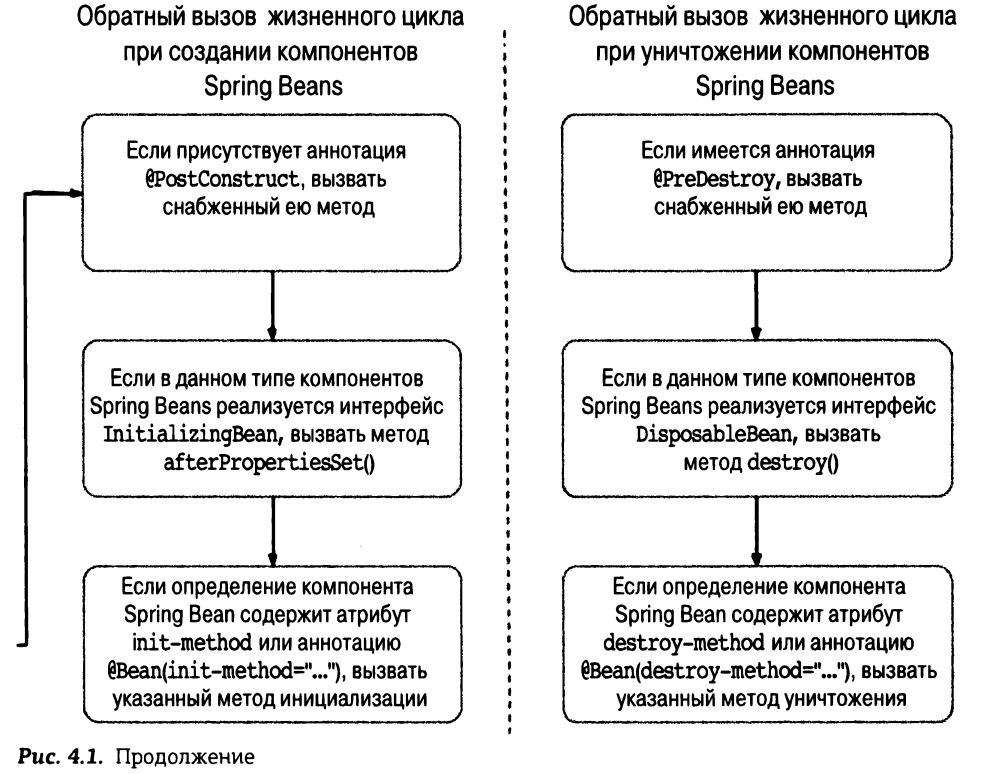 Обратный вызов жизненного цикла
при создании компонентов
Spring Beans
Если присутствует аннотация
@PostConstruct, вызвать
снабженный ею метод
Если в данном типе компонентов
Spring Beans реализуется интерфейс
InitializingBean, вызвать метод
afterPropertiesSet()
Если определение компонента
Spring Bean содержит атрибут
init-method или аннотацию
@Bean(init-method="..."), вызвать
указанный метод инициализации
Обратный вызов жизненного цикла
при уничтожении компонентов
Spring Beans
Если имеется аннотация
@PreDestroy, вызвать
снабженный ею метод
Если в данном типе компонентов
Spring Beans реализуется интерфейс
DisposableBean, вызвать
метод destroy()
Если определение компонента
Spring Bean содержит атрибут
destroy-method или аннотацию
@Bean(destroy-method="..."), вызвать
указанный метод уничтожения
Рис. 4.1. Продолжение